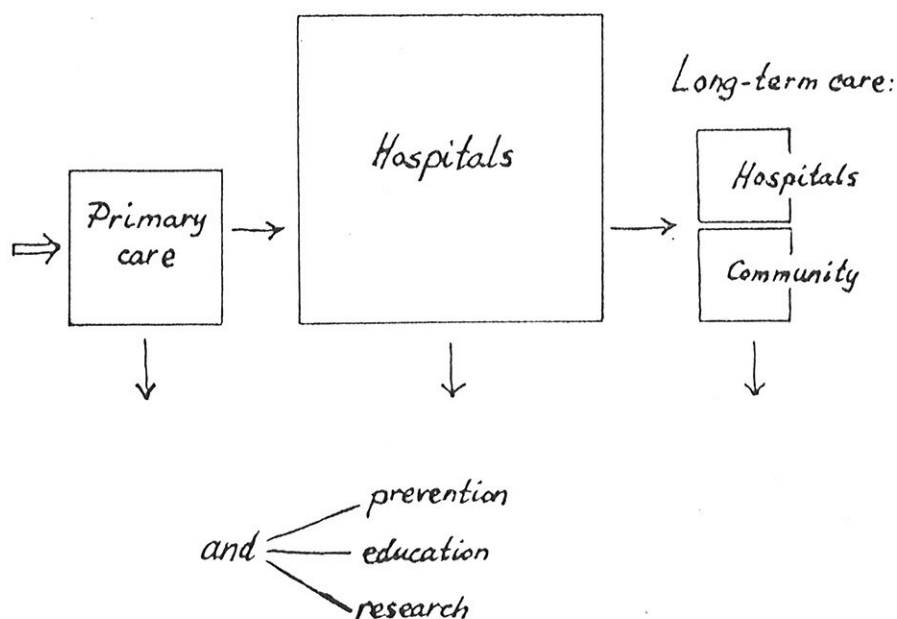 Long-term care:
Hospitals
Primary
care
Hospitals
Community
and
prevention
education
research